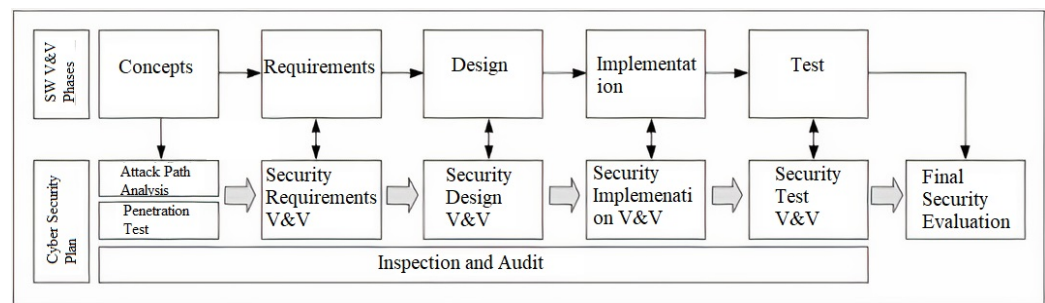 SW V&V
Phases
Concepts
Requirements
Design
Implementat
ion
Test
Cyber Security
Plan
Attack Path
Analysis
Penetration
Test
Security
Requirements
V&V
Security
Design
V&V
Security
Implemenati
on V&V
Security
Test
V&V
Final
Security
Evaluation
Inspection and Audit